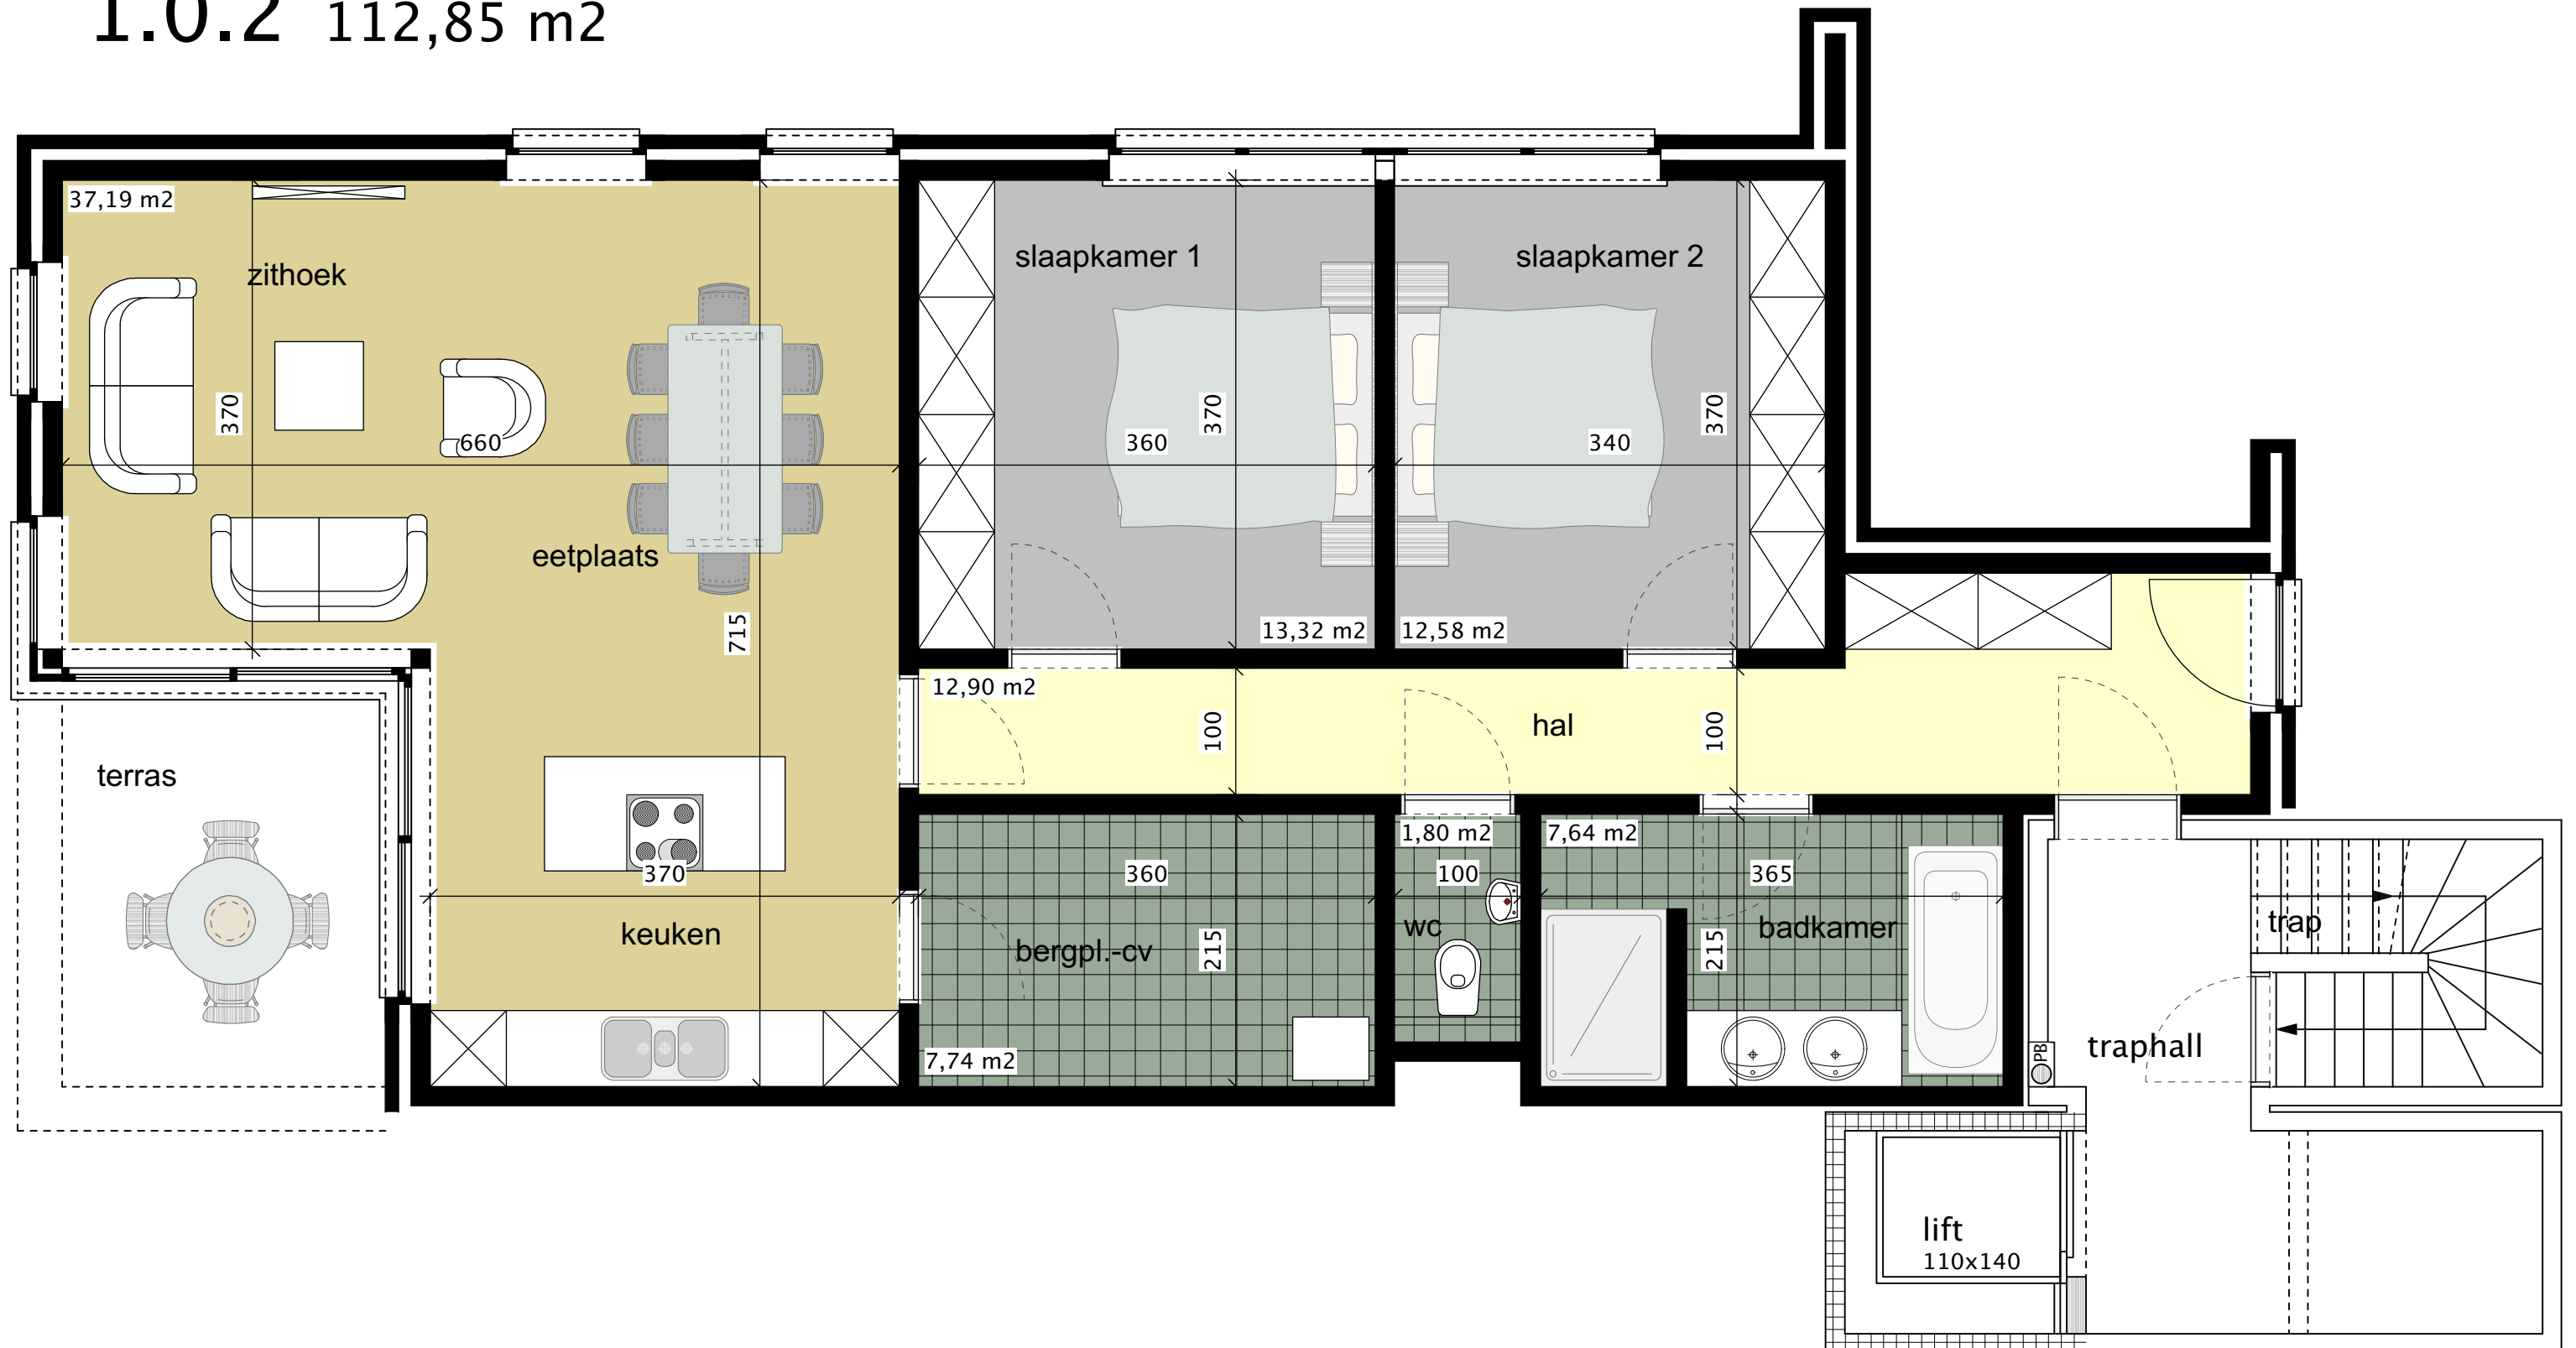 1.0.2 112,85 m2
37,19 m2
zithoek
370
660
eetplaats
715
slaapkamer 1
370
360
13,32 m2
slaapkamer 2
370
340
12,58 m2
12,90 m2
100
hal
100
terras
370
keuken
360
bergpl.-cv
215
7,74 m2
1,80 m2
100
wc
7,64 m2
365
badkamer
215
trap
traphall
PB
lift
110x140